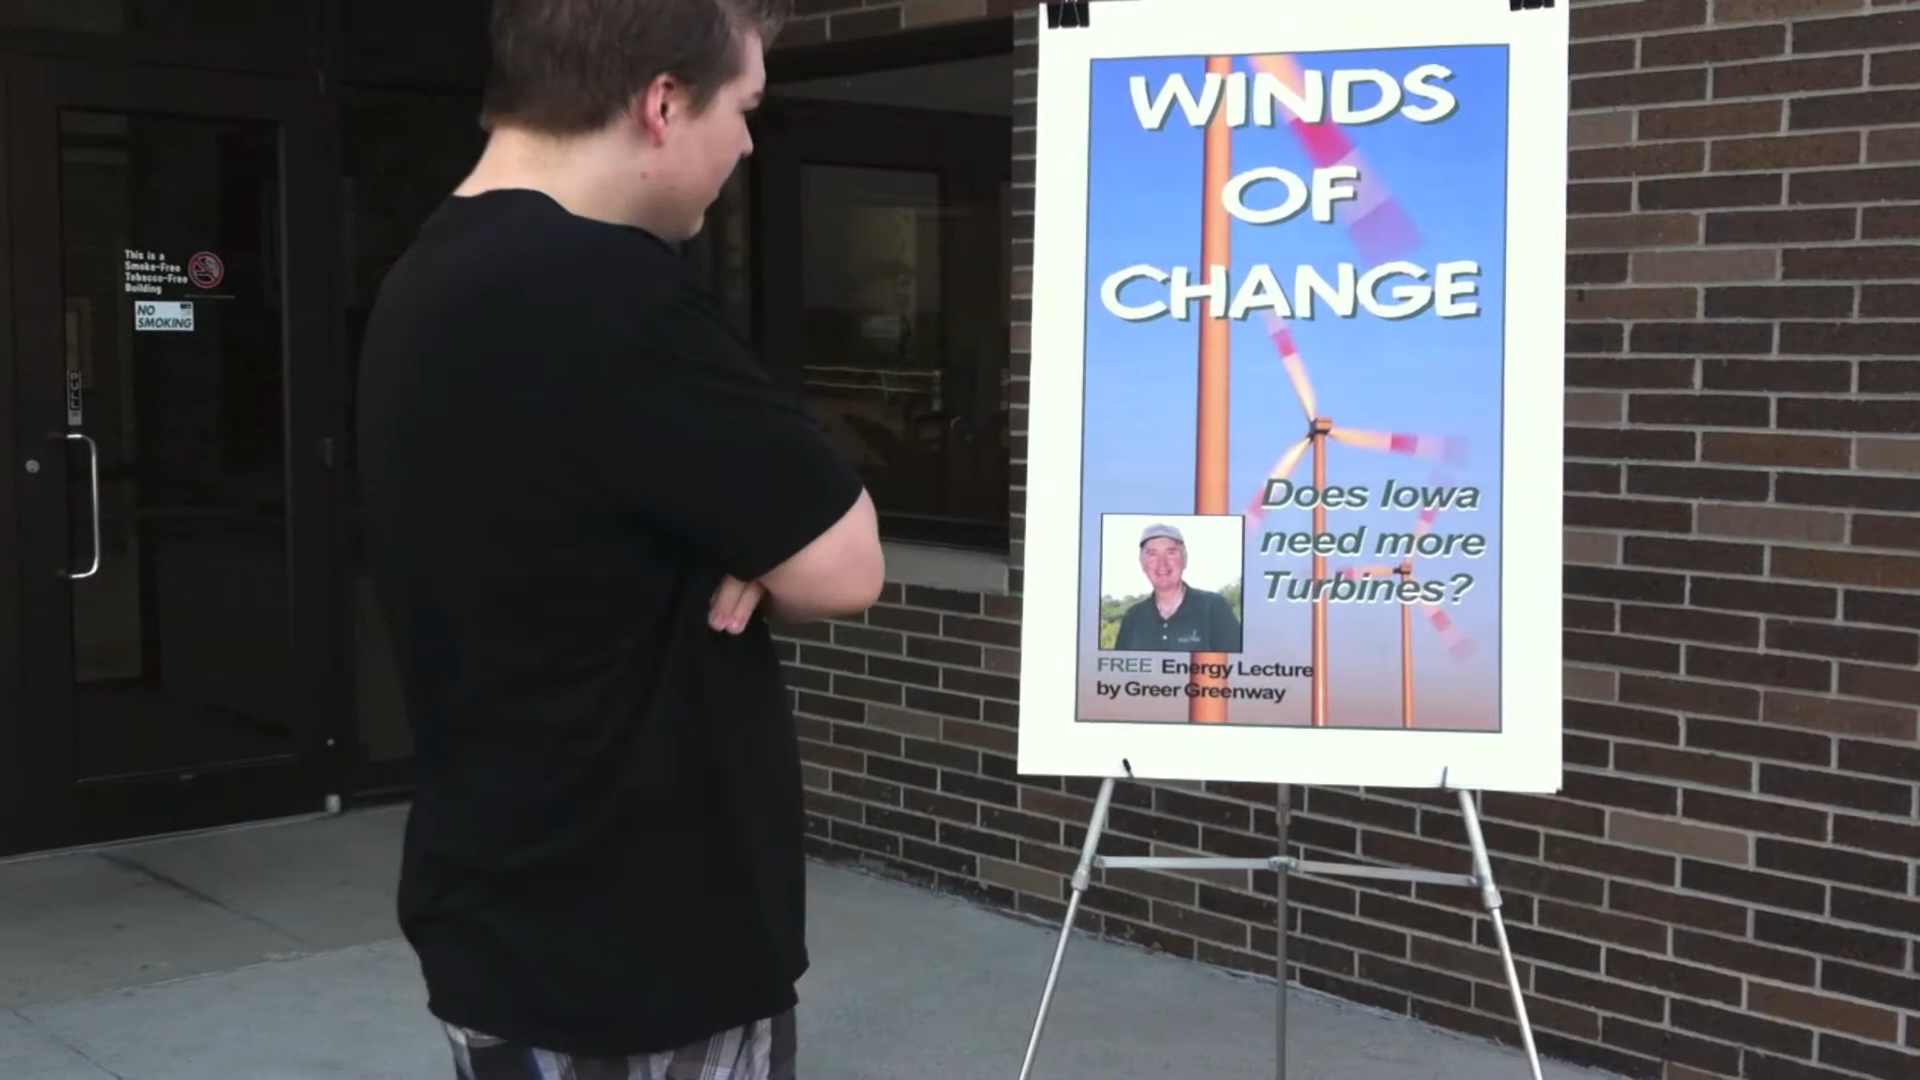 This is a
Smoke-Free
Tobacco-Free
Building
NO
SMOKING
PULL
WINDS
OF
CHANGE
Does Iowa
need more
Turbines?
FREE Energy Lecture
by Greer Greenway